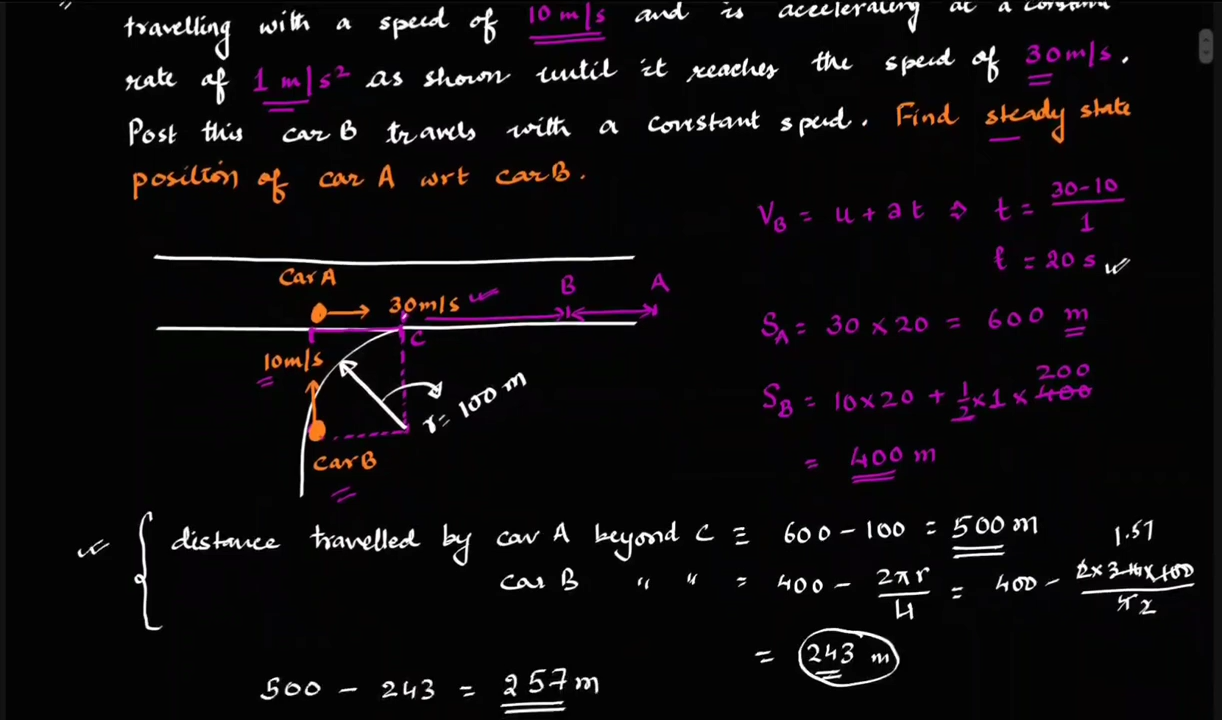 travelling with a speed of 10 m/s and is accelerating at a constant
rate of 1 m/s² as shown until it reaches the speed of 30 m/s.
Post this car B travels with a constant speed. Find steady state
position of car A wrt car B.
V_B = u + at ⇒ t = (30-10)/1
t = 20 s ✓
Car A
30 m/s ✓
B
A
C
10 m/s
r = 100 m
Car B
S_A = 30 × 20 = 600 m
S_B = 10×20 + 1/2 × 1 × 400 200
= 400 m
distance travelled by car A beyond C ≡ 600 - 100 = 500 m
car B " " = 400 - 2πr/4 = 400 - 2×3.14×100/4 2 1.57
= 243 m
500 - 243 = 257 m